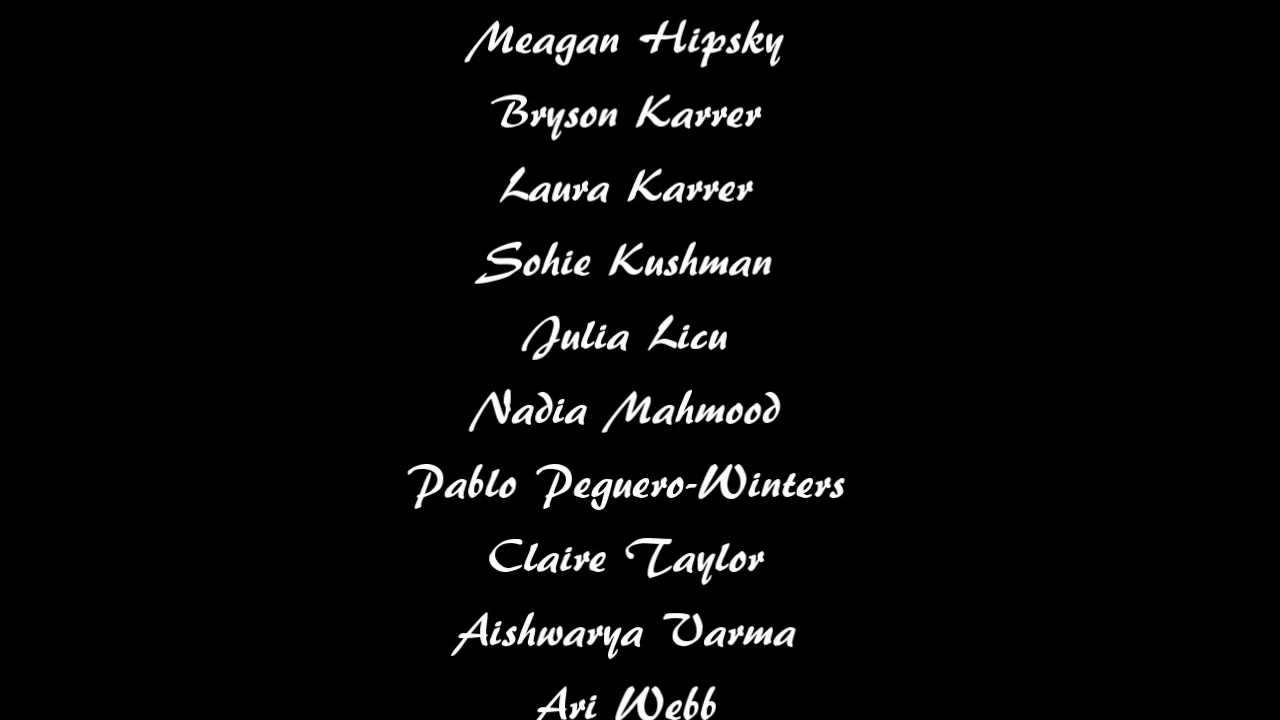 Meagan Hipsky
Bryson Karrer
Laura Karrer
Sohie Kushman
Julia Licu
Nadia Mahmood
Pablo Peguero-Winters
Claire Taylor
Aishwarya Varma
Ari Webb